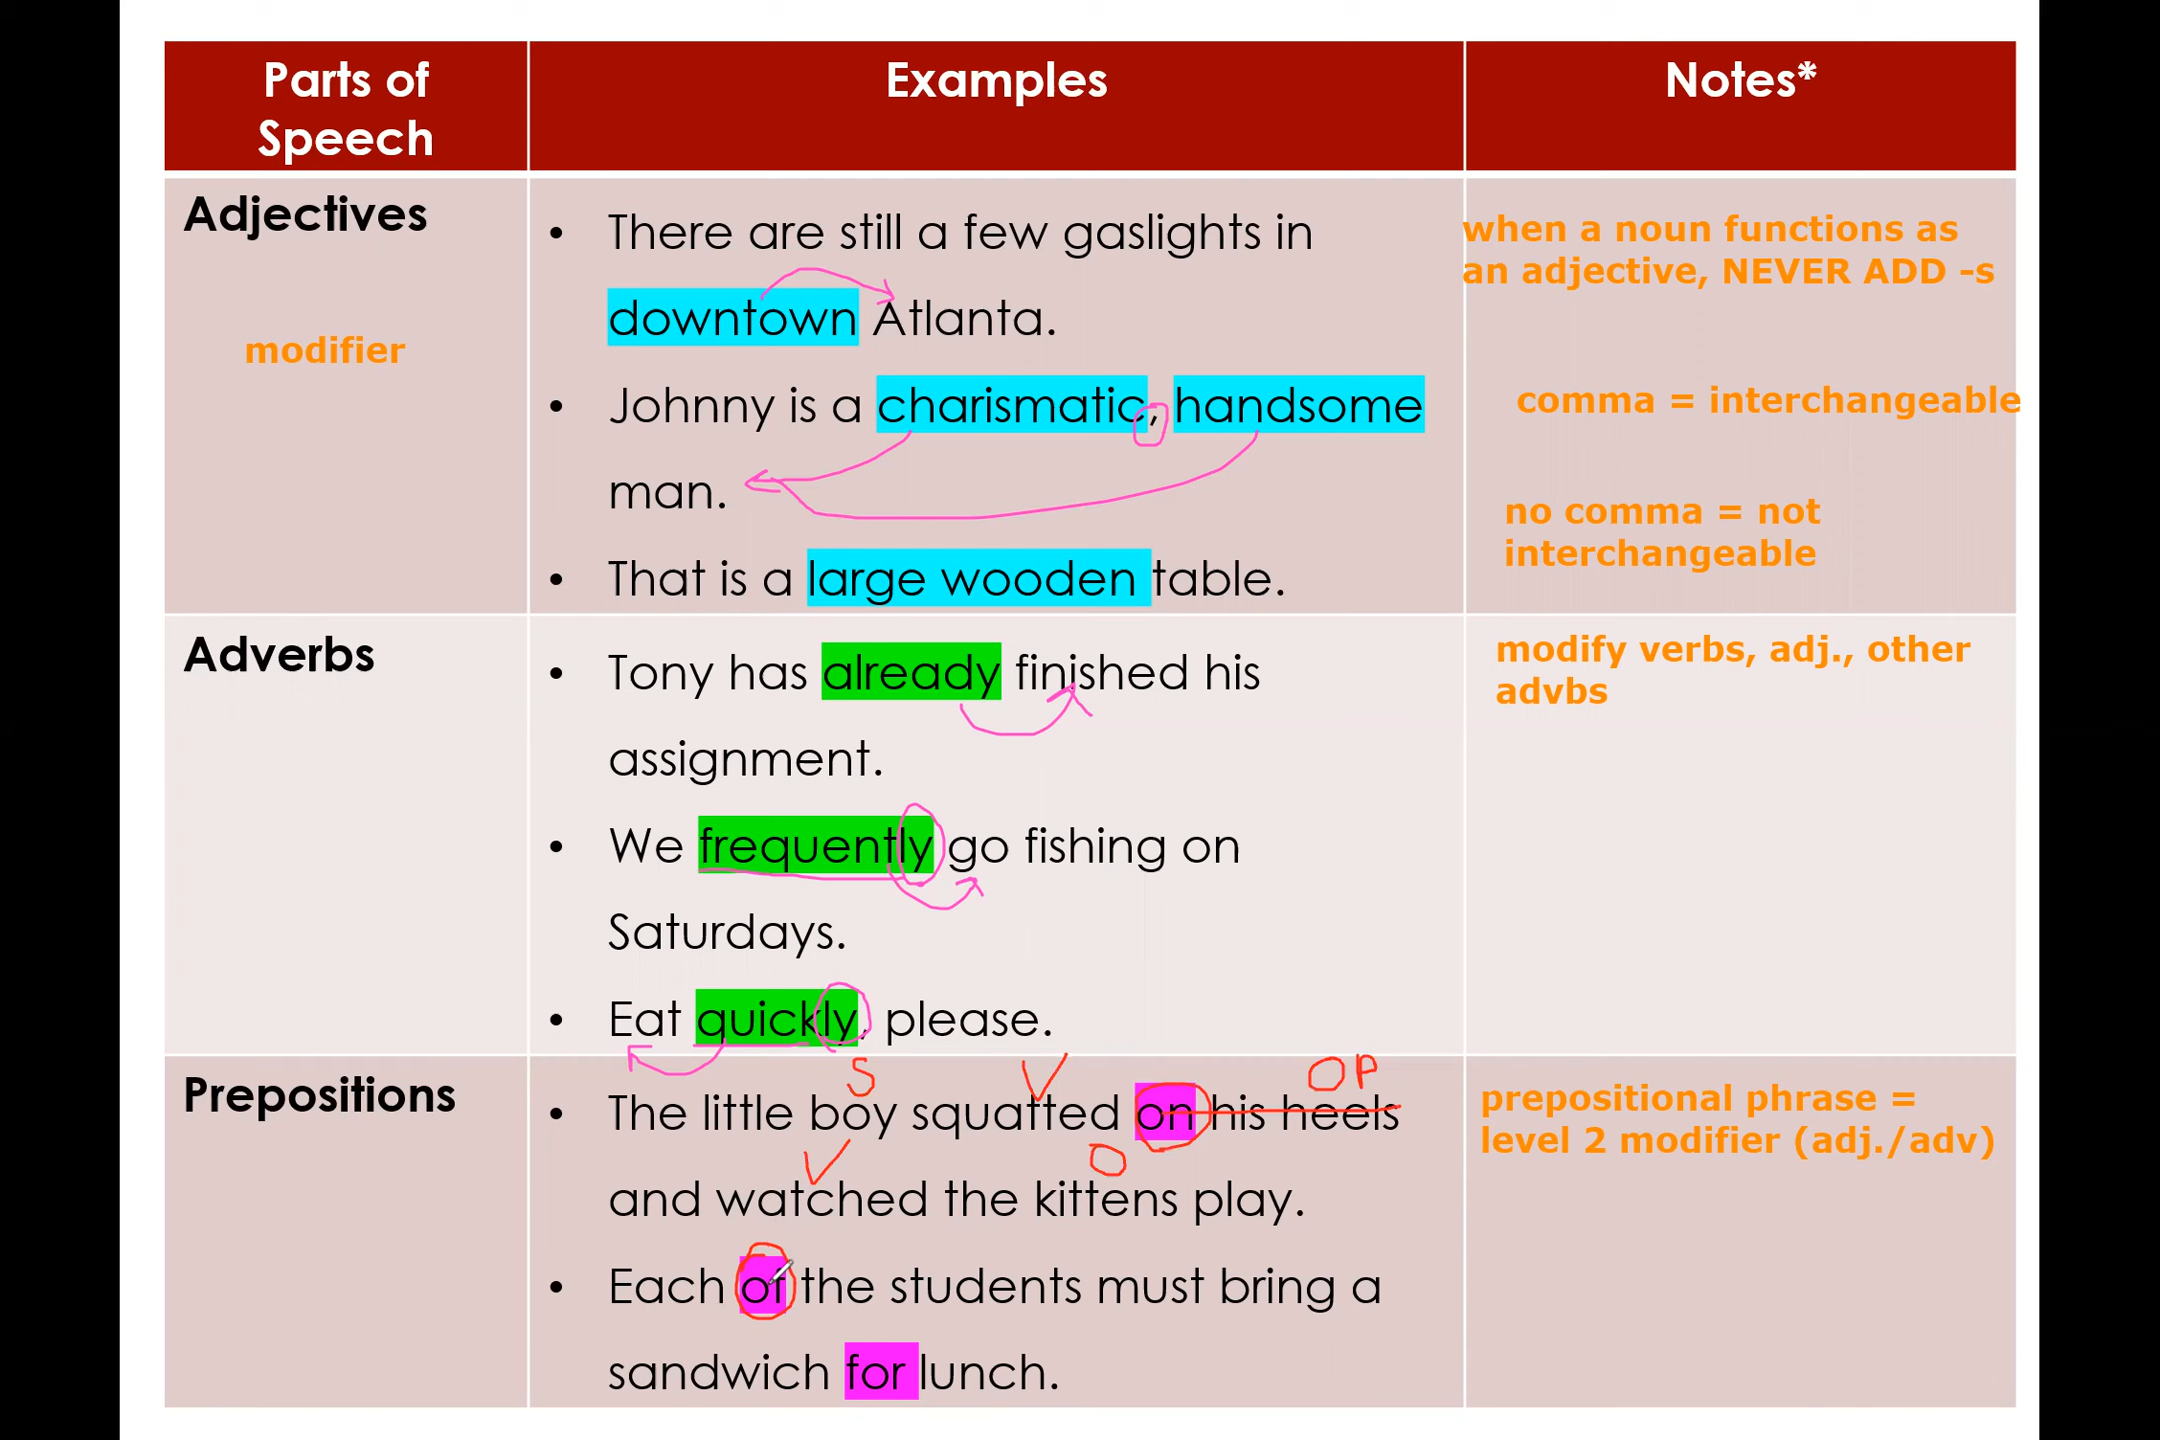 Parts of
Speech
Examples
Notes*
Adjectives
modifier
• There are still a few gaslights in
downtown Atlanta.
• Johnny is a charismatic, handsome
man.
• That is a large wooden table.
when a noun functions as
an adjective, NEVER ADD -s
comma = interchangeable
no comma = not
interchangeable
Adverbs
• Tony has already finished his
assignment.
• We frequently go fishing on
Saturdays.
• Eat quickly, please.
modify verbs, adj., other
advbs
Prepositions
S V OP
• The little boy squatted on his heels
V O
and watched the kittens play.
• Each of the students must bring a
sandwich for lunch.
prepositional phrase =
level 2 modifier (adj./adv)